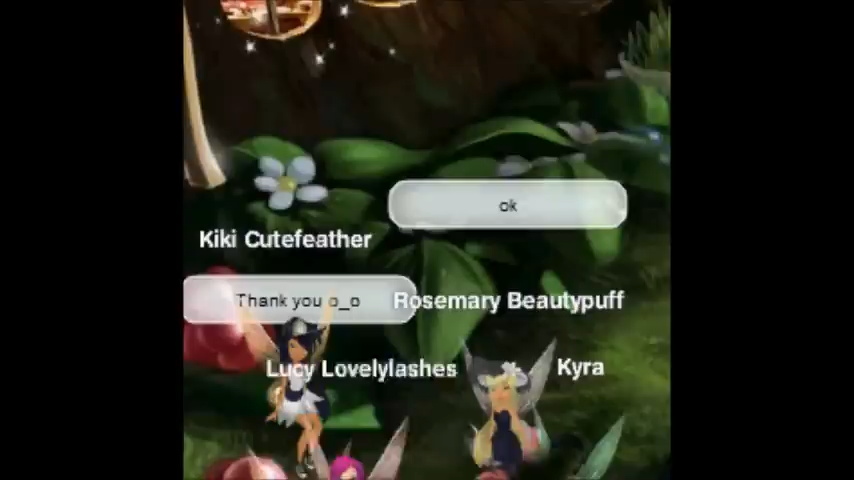 ok
Kiki Cutefeather
Thank you o_o
Rosemary Beautypuff
Lucy Lovelylashes
Kyra